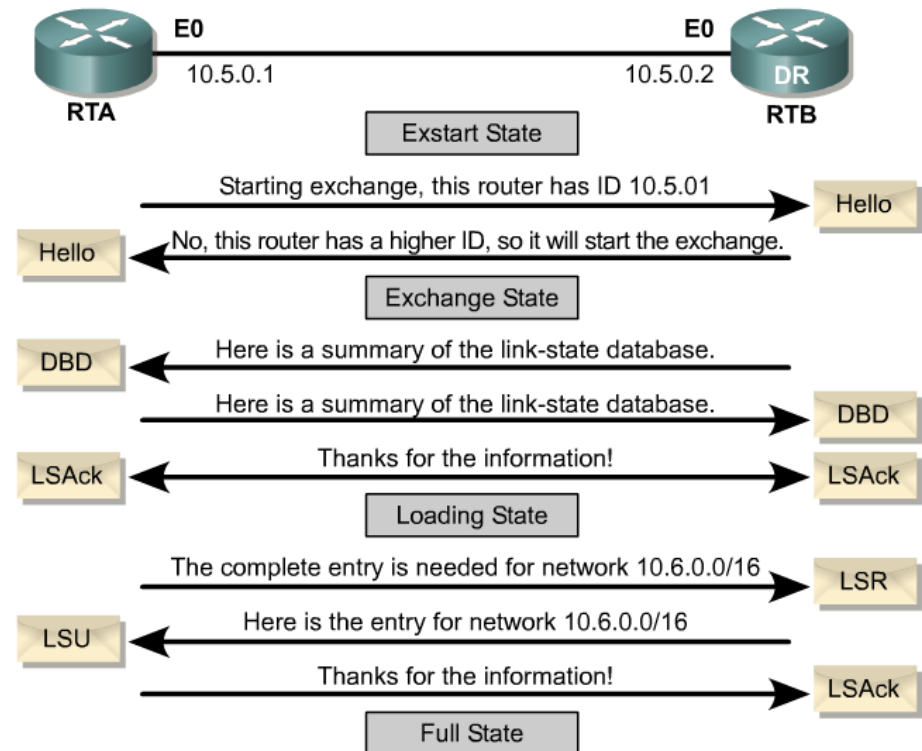 E0 E0
10.5.0.1 10.5.0.2 DR
RTA RTB
Exstart State
Starting exchange, this router has ID 10.5.01
Hello
No, this router has a higher ID, so it will start the exchange.
Hello
Exchange State
DBD Here is a summary of the link-state database.
Here is a summary of the link-state database. DBD
LSAck Thanks for the information! LSAck
Loading State
The complete entry is needed for network 10.6.0.0/16 LSR
LSU Here is the entry for network 10.6.0.0/16
Thanks for the information! LSAck
Full State